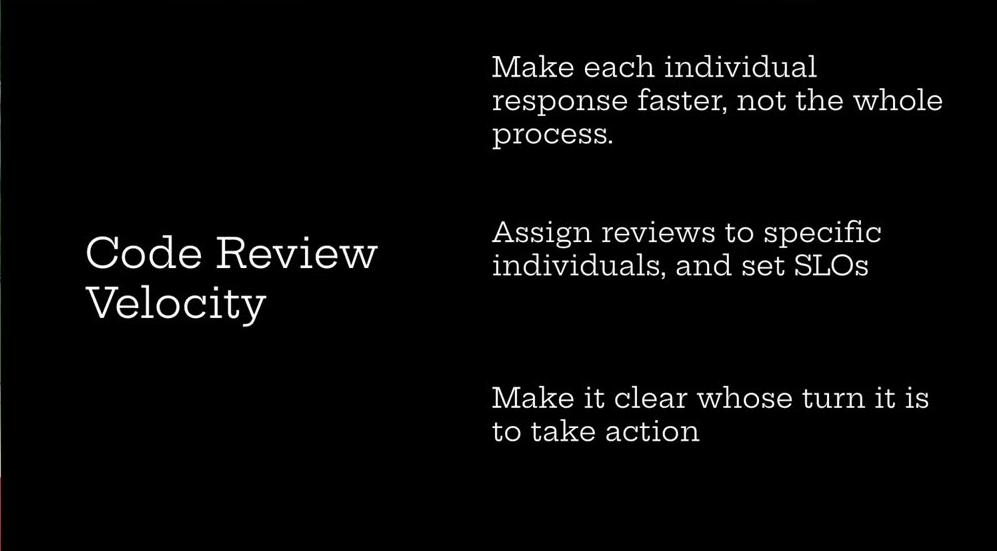 Code Review
Velocity
Make each individual
response faster, not the whole
process.
Assign reviews to specific
individuals, and set SLOs
Make it clear whose turn it is
to take action